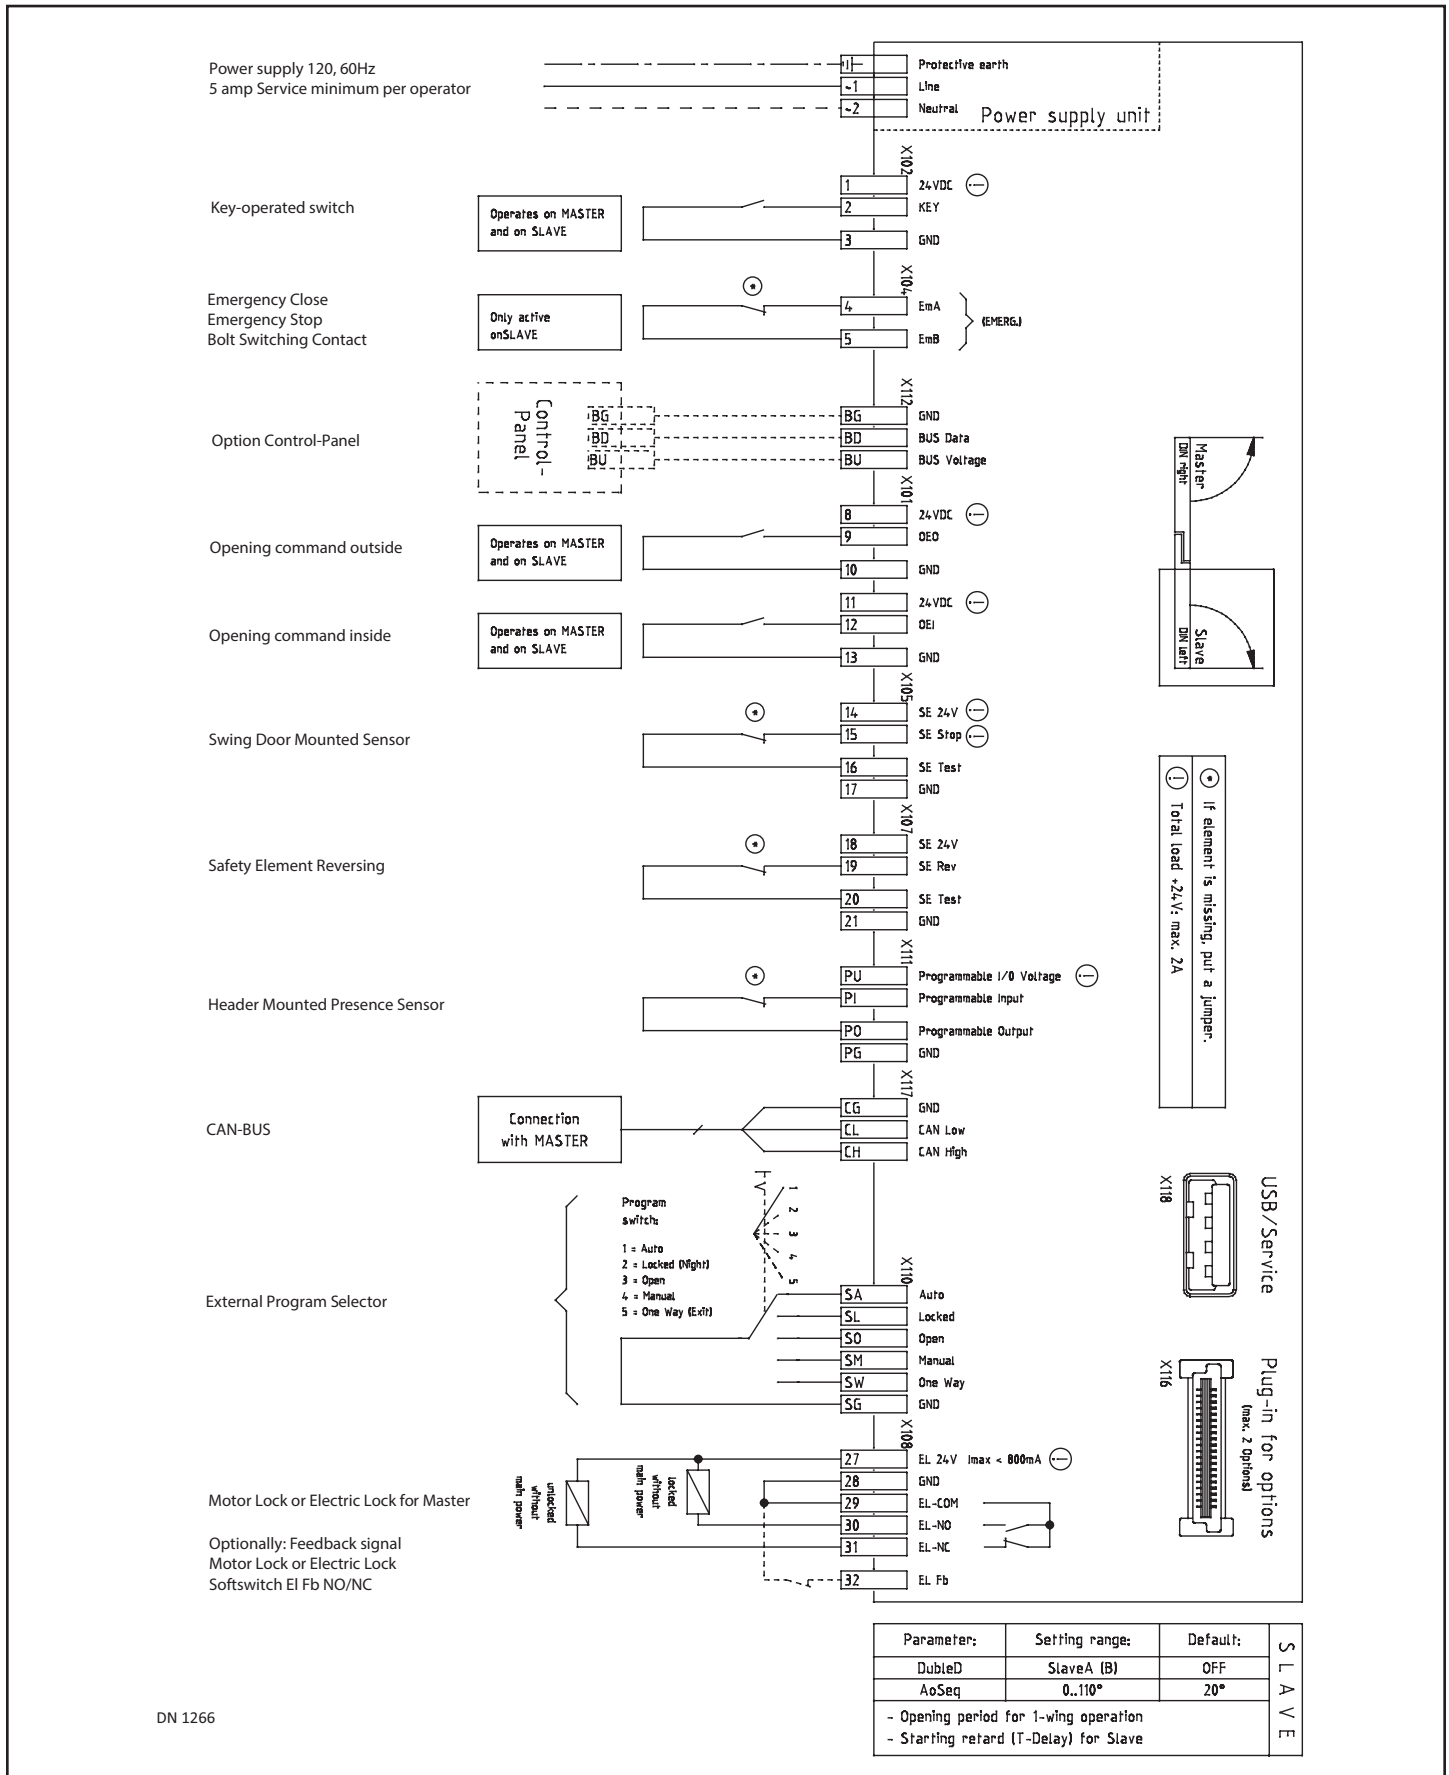 Power supply 120, 60Hz
5 amp Service minimum per operator
Protective earth
~1 Line
~2 Neutral
Power supply unit
X102
Key-operated switch
Operates on MASTER
and on SLAVE
1 24VDC
2 KEY
3 GND
X104
Emergency Close
Emergency Stop
Bolt Switching Contact
Only active
onSLAVE
4 EmA
5 EmB
(EMERG.)
X112
Option Control-Panel
Control-
Panel
BG BG GND
BD BD BUS Data
BU BU BUS Voltage
X101
Opening command outside
Operates on MASTER
and on SLAVE
8 24VDC
9 OEO
10 GND
Opening command inside
Operates on MASTER
and on SLAVE
11 24VDC
12 OEI
13 GND
Master
DIN right
Slave
DIN left
X105
Swing Door Mounted Sensor
14 SE 24V
15 SE Stop
16 SE Test
17 GND
X107
Safety Element Reversing
18 SE 24V
19 SE Rev
20 SE Test
21 GND
* If element is missing, put a jumper.
! Total load +24V: max. 2A
X111
Header Mounted Presence Sensor
PU Programmable I/O Voltage
PI Programmable Input
PO Programmable Output
PG GND
X117
CAN-BUS
Connection
with MASTER
CG GND
CL CAN Low
CH CAN High
External Program Selector
Program
switch:
1 = Auto
2 = Locked (Night)
3 = Open
4 = Manual
5 = One Way (Exit)
1
2
3
4
5
X110
SA Auto
SL Locked
SO Open
SM Manual
SW One Way
SG GND
USB/Service
X118
Plug-in for options
(max. 2 Options)
X116
X108
Motor Lock or Electric Lock for Master
unlocked
without
main power
locked
without
main power
27 EL 24V Imax < 800mA
28 GND
29 EL-COM
30 EL-NO
31 EL-NC
32 EL Fb
Optionally: Feedback signal
Motor Lock or Electric Lock
Softswitch El Fb NO/NC
Parameter: Setting range: Default:
DubleD SlaveA (B) OFF
AoSeq 0..110° 20°
- Opening period for 1-wing operation
- Starting retard (T-Delay) for Slave
SLAVE
DN 1266